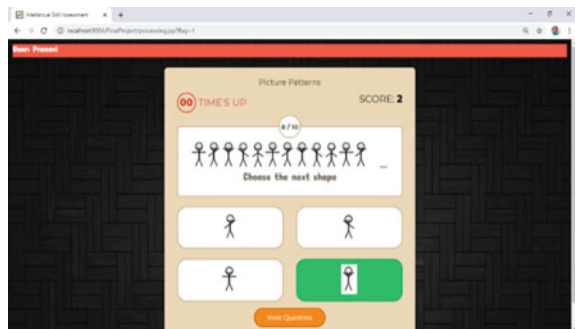 Intellectual Skill Assessment
localhost:8084/FinalProject/processing.jsp?flag=1
User: Pranavi
Picture Patterns
00 TIME'S UP
SCORE: 2
8 / 10
Choose the next shape
Next Question